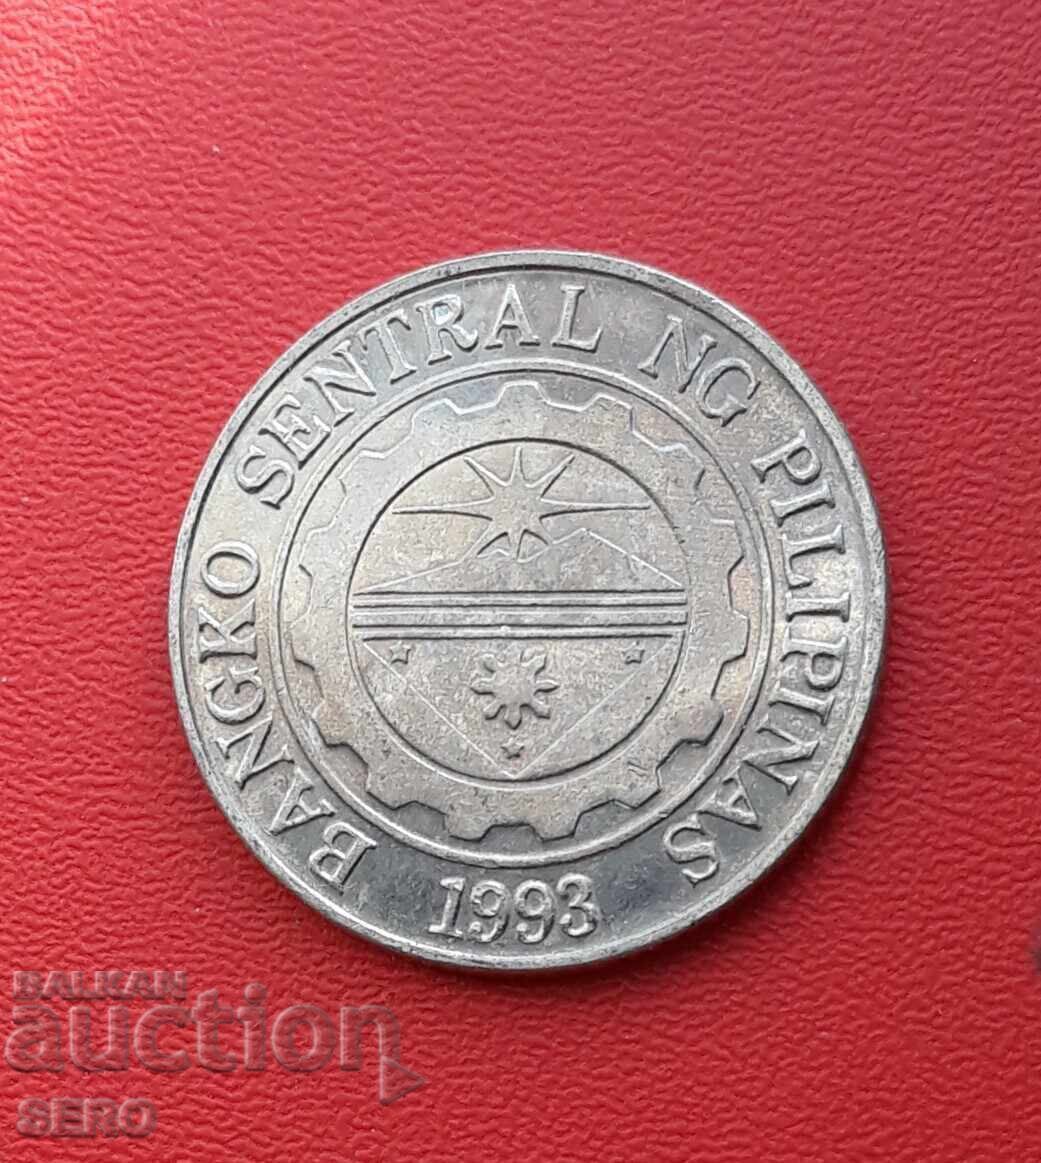 BANGKO SENTRAL NG PILIPINAS
1993
BALKAN
auction
SERO